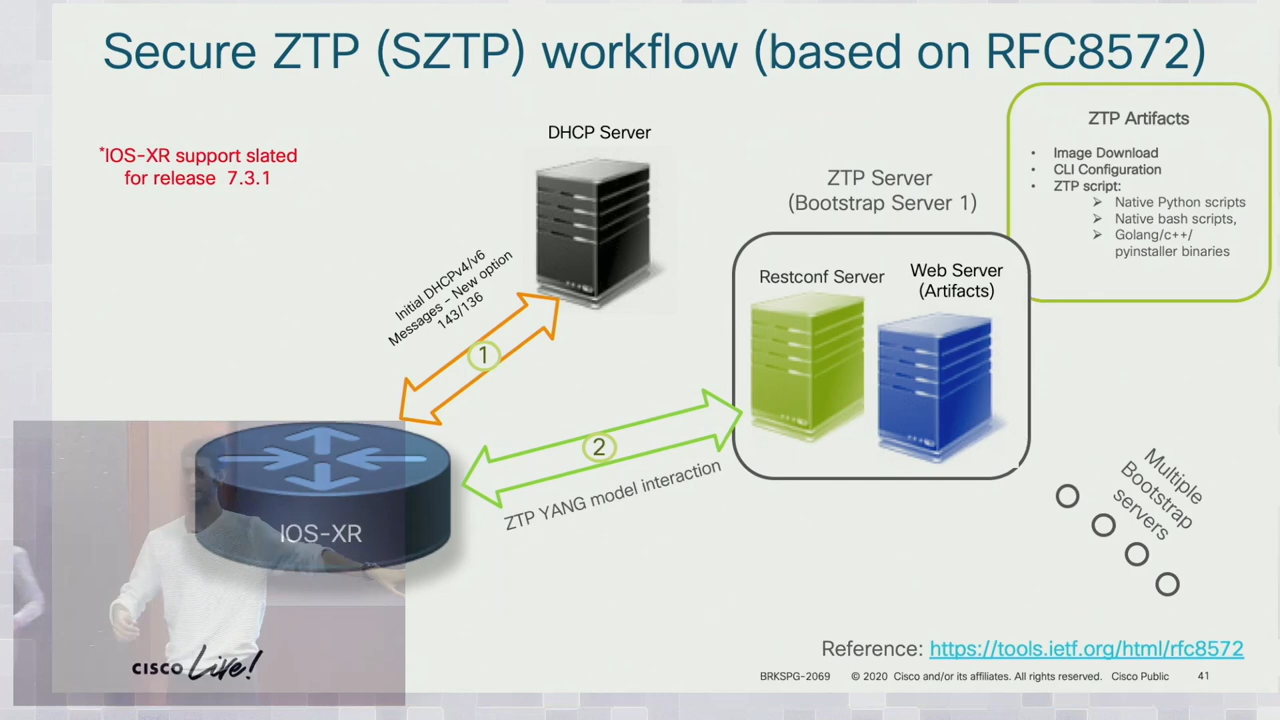 Secure ZTP (SZTP) workflow (based on RFC8572)
*IOS-XR support slated
for release 7.3.1
DHCP Server
ZTP Server
(Bootstrap Server 1)
ZTP Artifacts
• Image Download
• CLI Configuration
• ZTP script:
➢ Native Python scripts
➢ Native bash scripts,
➢ Golang/c++/
pyinstaller binaries
Initial DHCPv4/v6
Messages – New option
143/136
1
Restconf Server
Web Server
(Artifacts)
2
ZTP YANG model interaction
IOS-XR
Multiple
Bootstrap
servers
Reference: https://tools.ietf.org/html/rfc8572
CISCO Live!
BRKSPG-2069 © 2020 Cisco and/or its affiliates. All rights reserved. Cisco Public 41